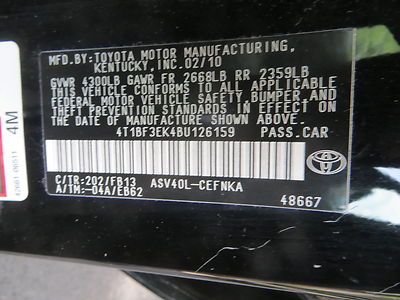 MFD.BY:TOYOTA MOTOR MANUFACTURING,
KENTUCKY,INC.02/10
GVWR 4300LB GAWR FR 2668LB RR 2359LB
THIS VEHICLE CONFORMS TO ALL APPLICABLE
FEDERAL MOTOR VEHICLE SAFETY, BUMPER, AND
THEFT PREVENTION STANDARDS IN EFFECT ON
THE DATE OF MANUFACTURE SHOWN ABOVE.
4T1BF3EK4BU126159 PASS.CAR
C/TR:202/FB13 ASV40L-CEFNKA
A/TM:-04A/EB62
48667
TOYOTA
4M